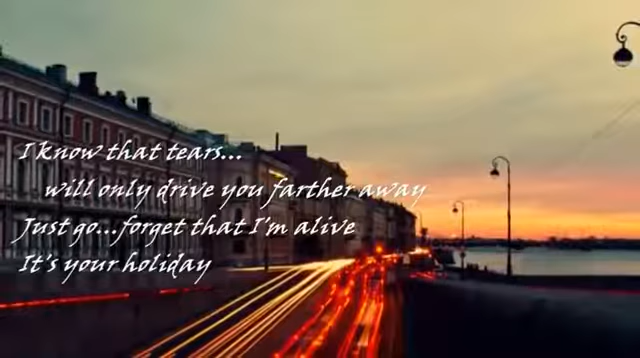 I know that tears...
will only drive you farther away
Just go...forget that I'm alive
It's your holiday